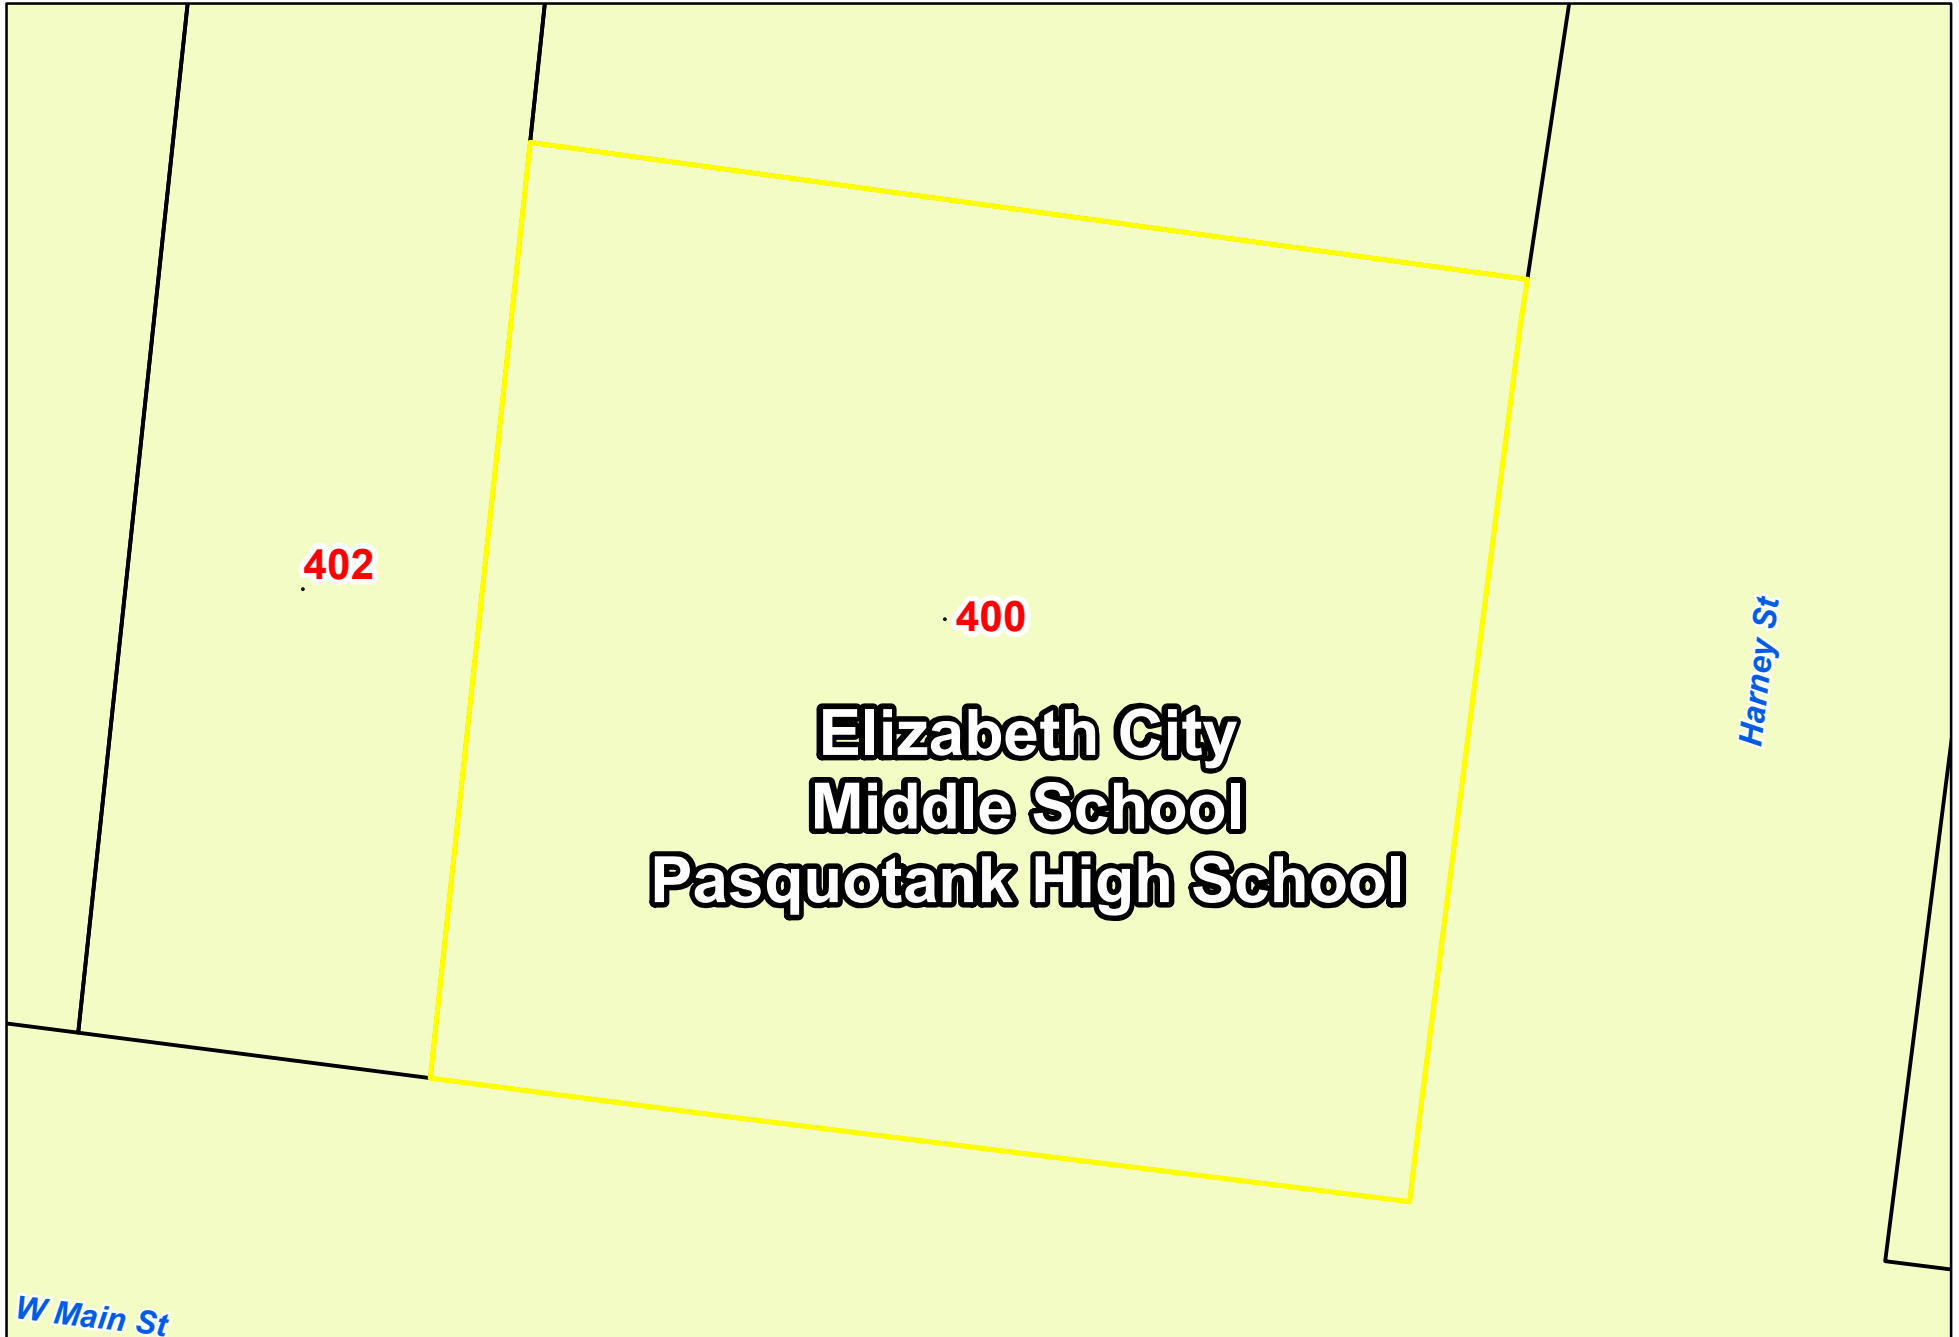 402
400
Elizabeth City
Middle School
Pasquotank High School
Harney St
W Main St